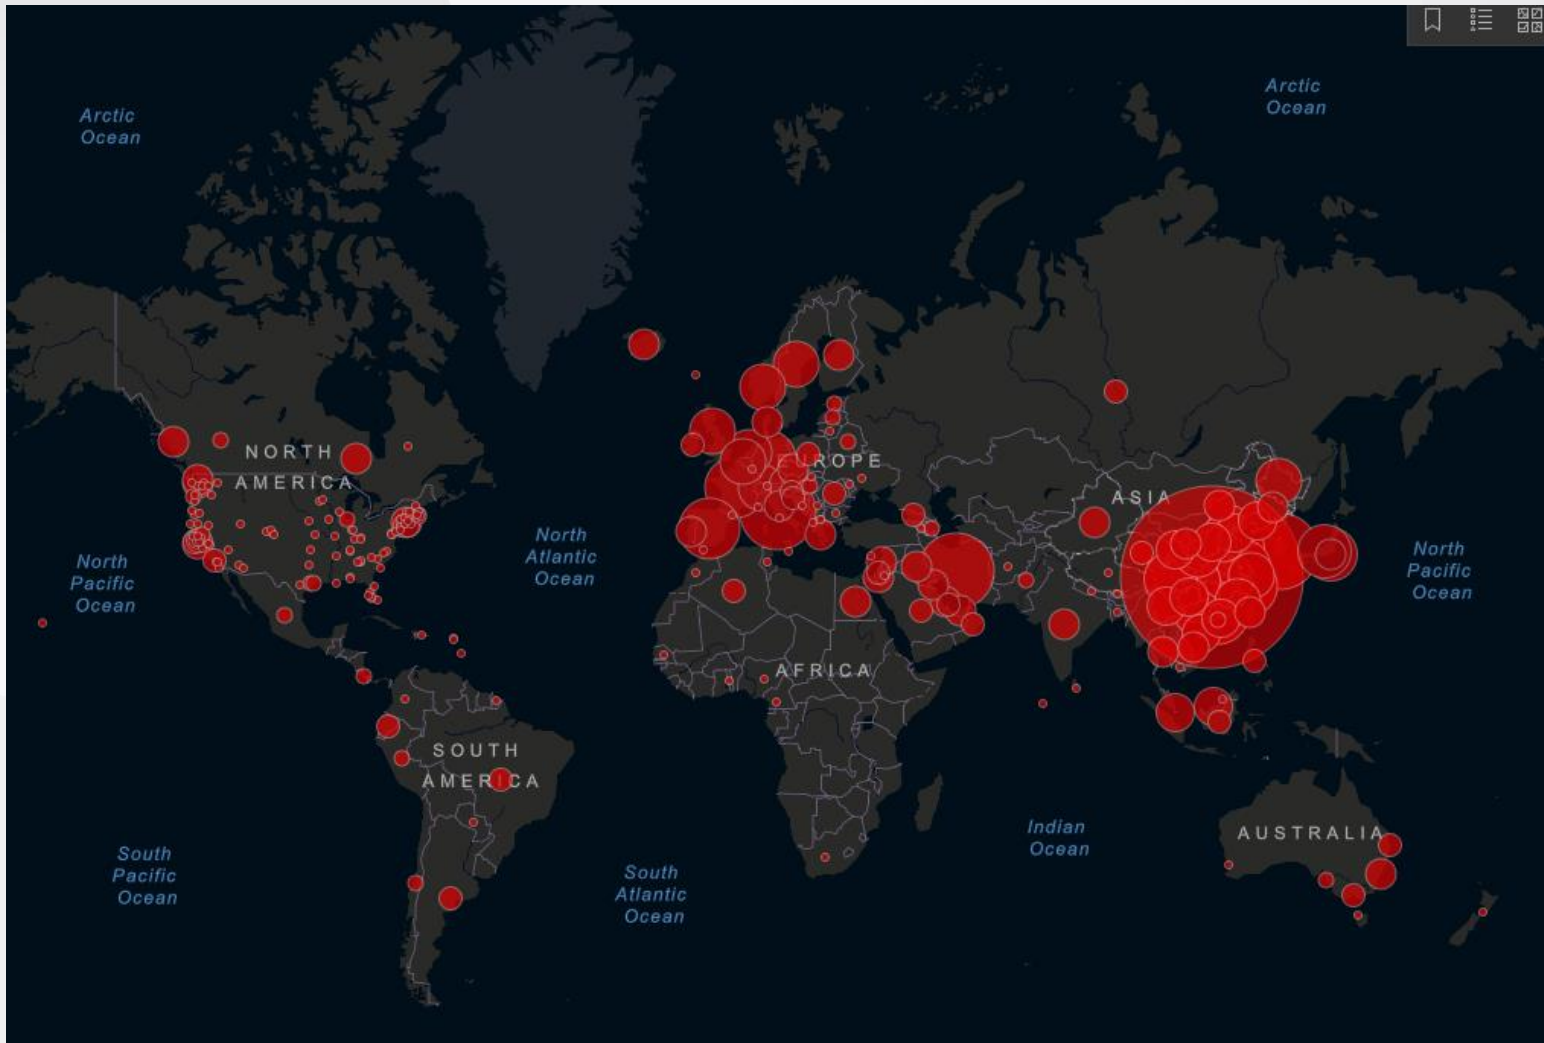 Arctic
Ocean
Arctic
Ocean
NORTH
AMERICA
EUROPE
ASIA
North
Pacific
Ocean
North
Atlantic
Ocean
North
Pacific
Ocean
AFRICA
SOUTH
AMERICA
Indian
Ocean
AUSTRALIA
South
Pacific
Ocean
South
Atlantic
Ocean